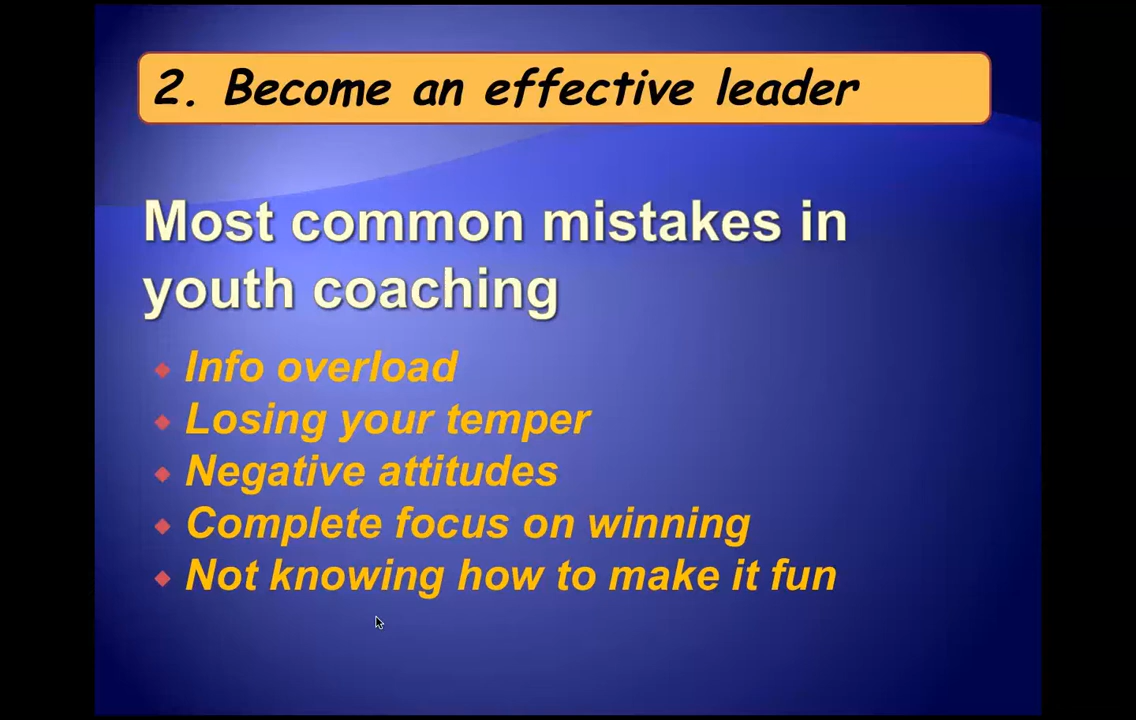 2. Become an effective leader
Most common mistakes in
youth coaching
Info overload
Losing your temper
Negative attitudes
Complete focus on winning
Not knowing how to make it fun